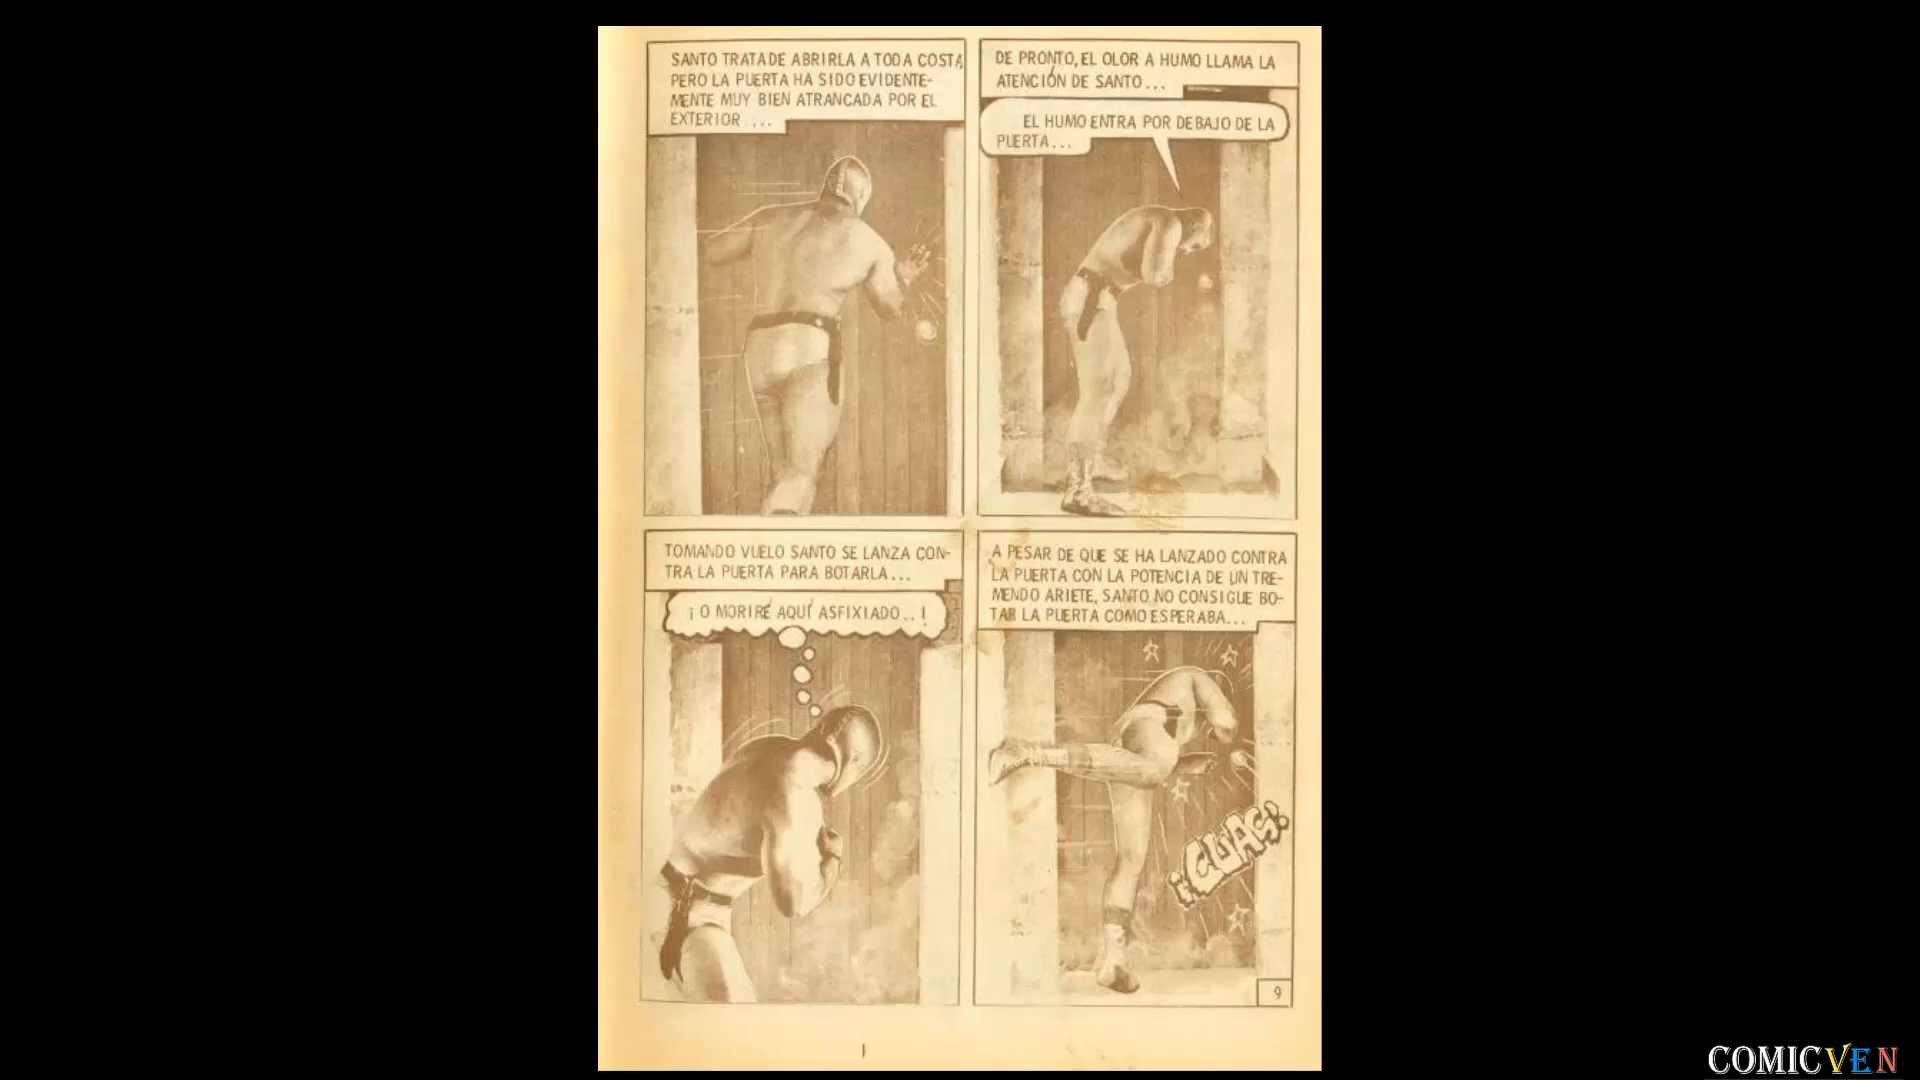 SANTO TRATA DE ABRIRLA A TODA COSTA,
PERO LA PUERTA HA SIDO EVIDENTE-
MENTE MUY BIEN ATRANCADA POR EL
EXTERIOR ...
DE PRONTO, EL OLOR A HUMO LLAMA LA
ATENCIÓN DE SANTO...
EL HUMO ENTRA POR DEBAJO DE LA
PUERTA...
TOMANDO VUELO SANTO SE LANZA CON-
TRA LA PUERTA PARA BOTARLA...
¡O MORIRÉ AQUÍ ASFIXIADO..!
A PESAR DE QUE SE HA LANZADO CONTRA
LA PUERTA CON LA POTENCIA DE UN TRE-
MENDO ARIETE, SANTO NO CONSIGUE BO-
TAR LA PUERTA COMO ESPERABA...
¡CUAS!
9
COMICVEN